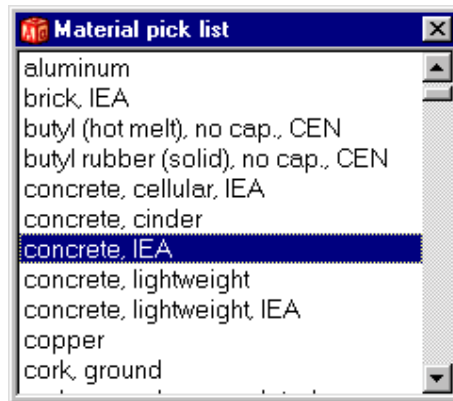 Material pick list
aluminum
brick, IEA
butyl (hot melt), no cap., CEN
butyl rubber (solid), no cap., CEN
concrete, cellular, IEA
concrete, cinder
concrete, IEA
concrete, lightweight
concrete, lightweight, IEA
copper
cork, ground